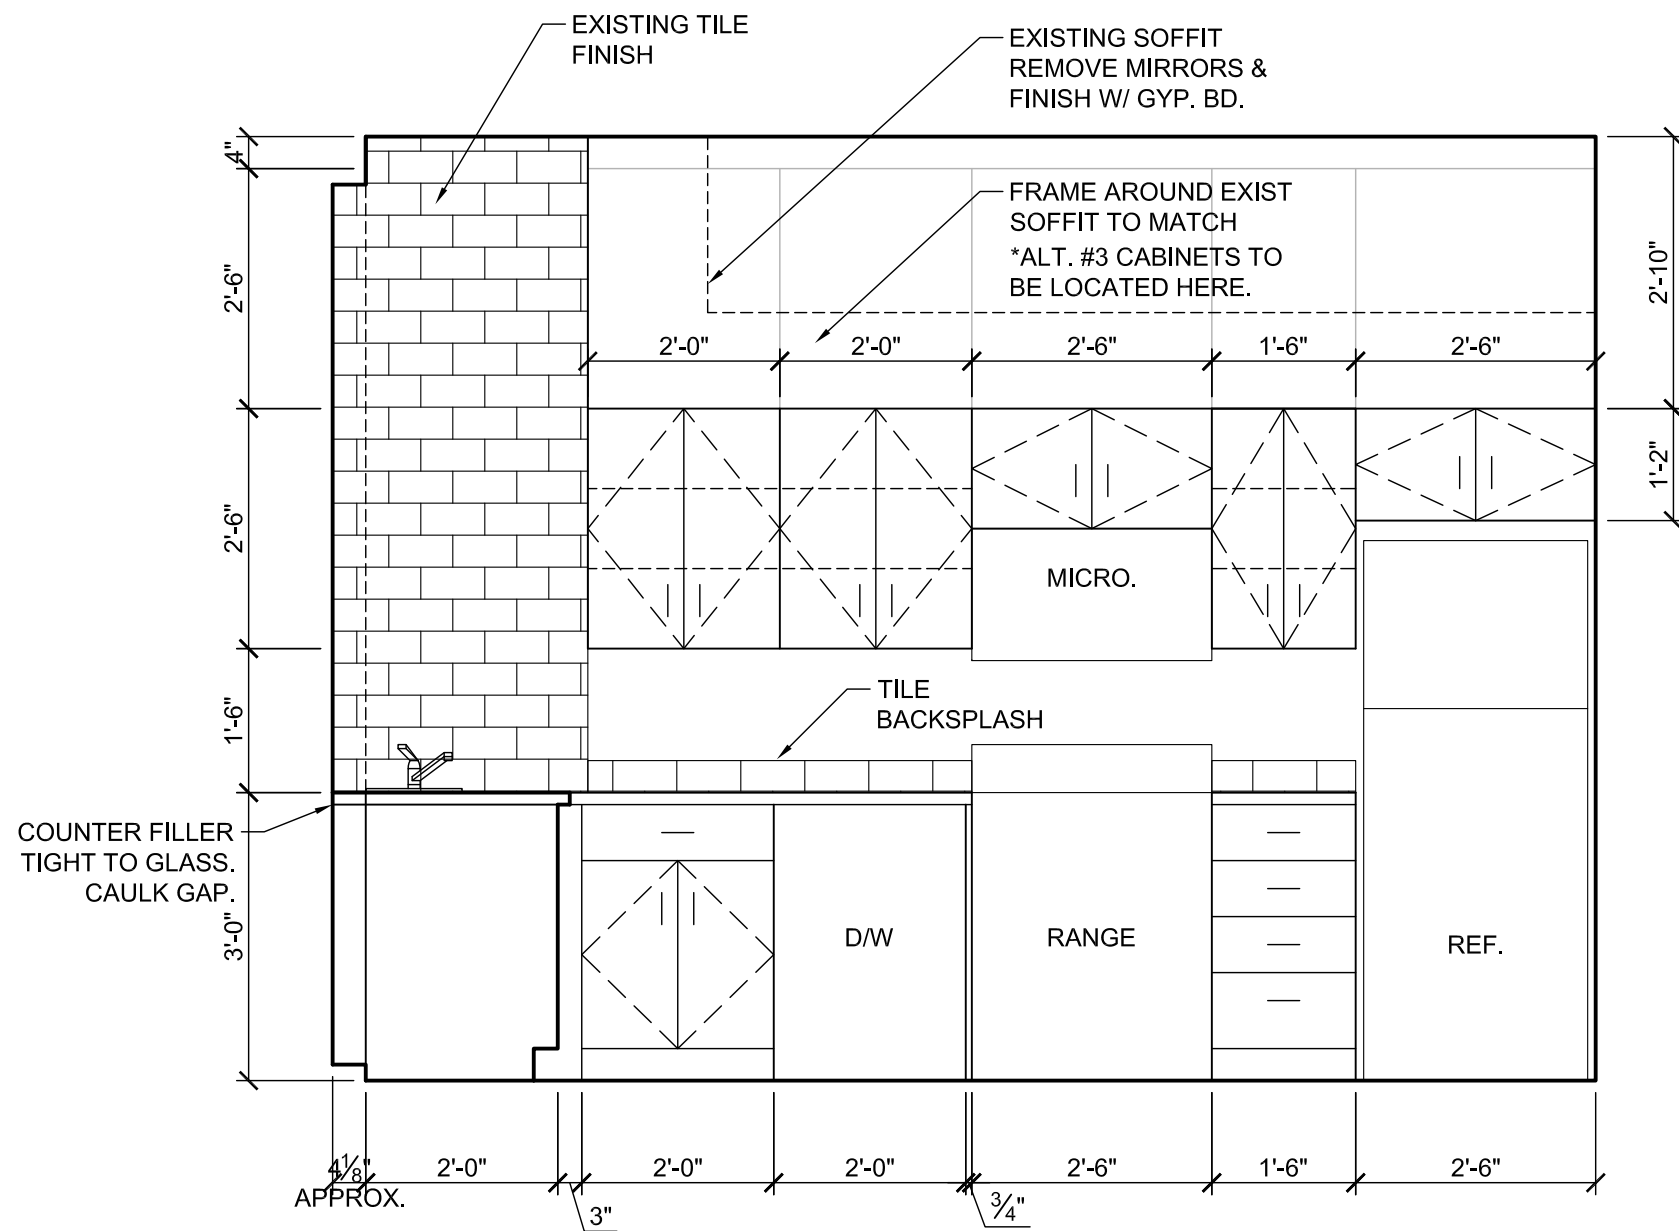 EXISTING TILE
FINISH
EXISTING SOFFIT
REMOVE MIRRORS &
FINISH W/ GYP. BD.
4"
FRAME AROUND EXIST
SOFFIT TO MATCH
*ALT. #3 CABINETS TO
BE LOCATED HERE.
2'-6"
2'-10"
2'-0"
2'-0"
2'-6"
1'-6"
2'-6"
1'-2"
2'-6"
MICRO.
TILE
BACKSPLASH
1'-6"
COUNTER FILLER
TIGHT TO GLASS.
CAULK GAP.
3'-0"
D/W
RANGE
REF.
4⅛"
APPROX.
2'-0"
3"
2'-0"
2'-0"
¾"
2'-6"
1'-6"
2'-6"